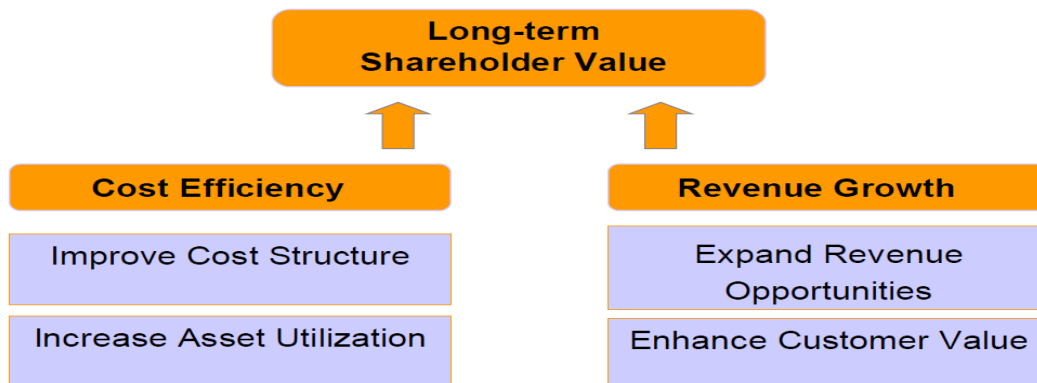 Long-term
Shareholder Value
Cost Efficiency
Improve Cost Structure
Increase Asset Utilization
Revenue Growth
Expand Revenue
Opportunities
Enhance Customer Value